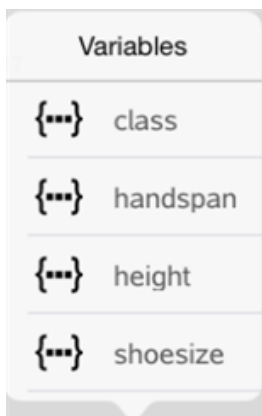 Variables
{···} class
{···} handspan
{···} height
{···} shoesize